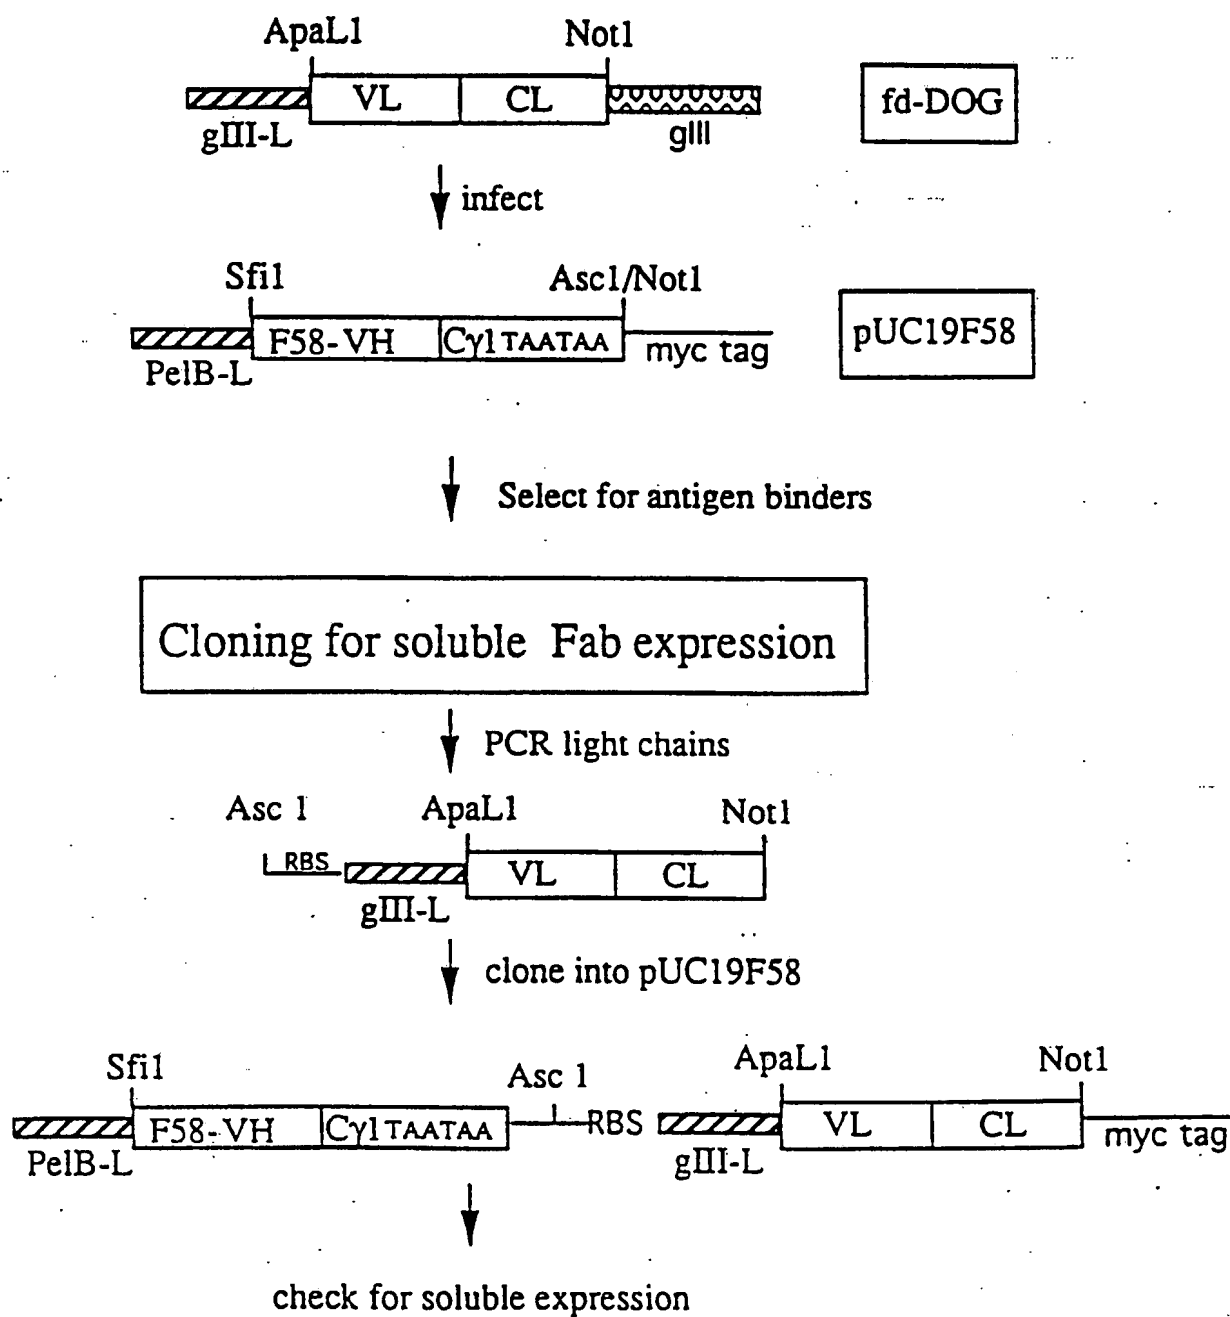 ApaL1 Not1
VL CL fd-DOG
gIII-L gIII
infect
Sfi1 Asc1/Not1
F58-VH Cγ1 TAATAA pUC19F58
PelB-L myc tag
Select for antigen binders
Cloning for soluble Fab expression
PCR light chains
Asc 1 ApaL1 Not1
RBS VL CL
gIII-L
clone into pUC19F58
Sfi1 Asc 1 ApaL1 Not1
F58-VH Cγ1 TAATAA RBS VL CL
PelB-L gIII-L myc tag
check for soluble expression